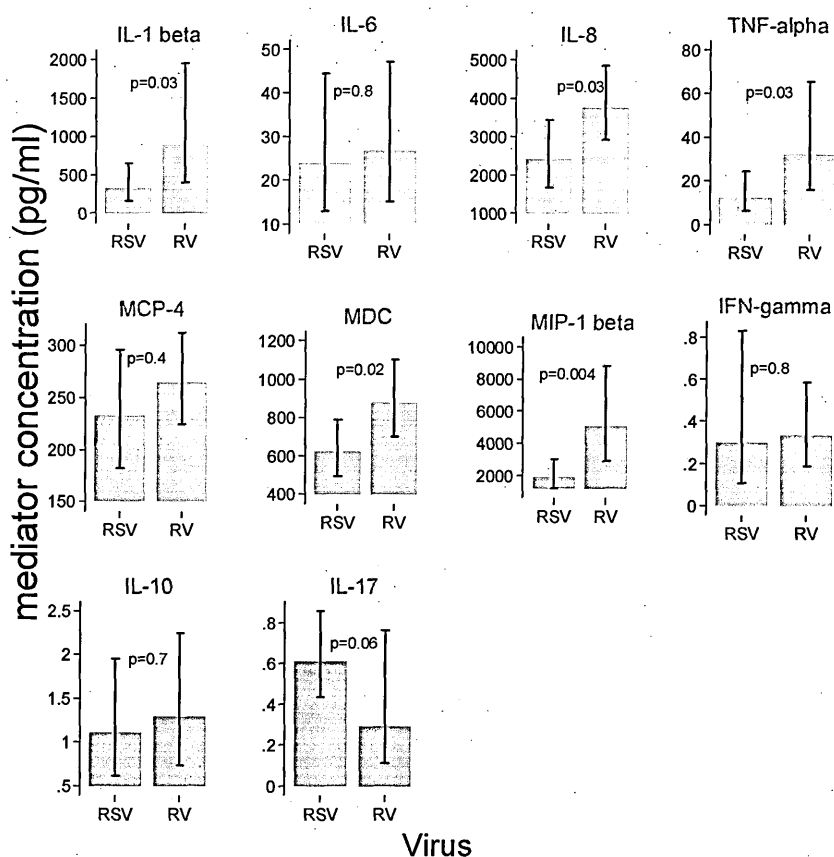 IL-1 beta
2000
1500
1000
500
0
p=0.03
RSV RV
IL-6
50
40
30
20
10
p=0.8
RSV RV
IL-8
5000
4000
3000
2000
1000
p=0.03
RSV RV
TNF-alpha
80
60
40
20
0
p=0.03
RSV RV
mediator concentration (pg/ml)
MCP-4
300
250
200
150
p=0.4
RSV RV
MDC
1200
1000
800
600
400
p=0.02
RSV RV
MIP-1 beta
10000
8000
6000
4000
2000
p=0.004
RSV RV
IFN-gamma
.8
.6
.4
.2
0
p=0.8
RSV RV
IL-10
2.5
2
1.5
1
.5
p=0.7
RSV RV
IL-17
.8
.6
.4
.2
0
p=0.06
RSV RV
Virus